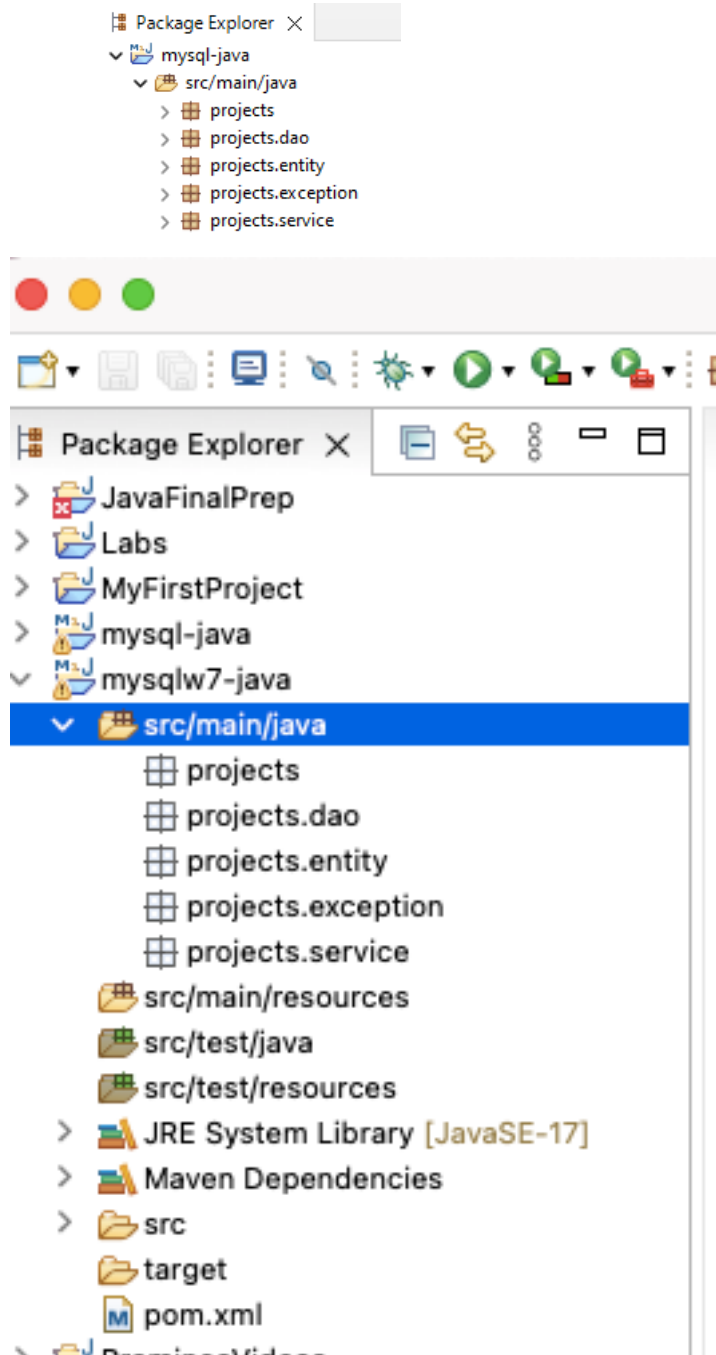 Package Explorer
mysql-java
src/main/java
projects
projects.dao
projects.entity
projects.exception
projects.service
Package Explorer
JavaFinalPrep
Labs
MyFirstProject
mysql-java
mysqlw7-java
src/main/java
projects
projects.dao
projects.entity
projects.exception
projects.service
src/main/resources
src/test/java
src/test/resources
JRE System Library [JavaSE-17]
Maven Dependencies
src
target
pom.xml